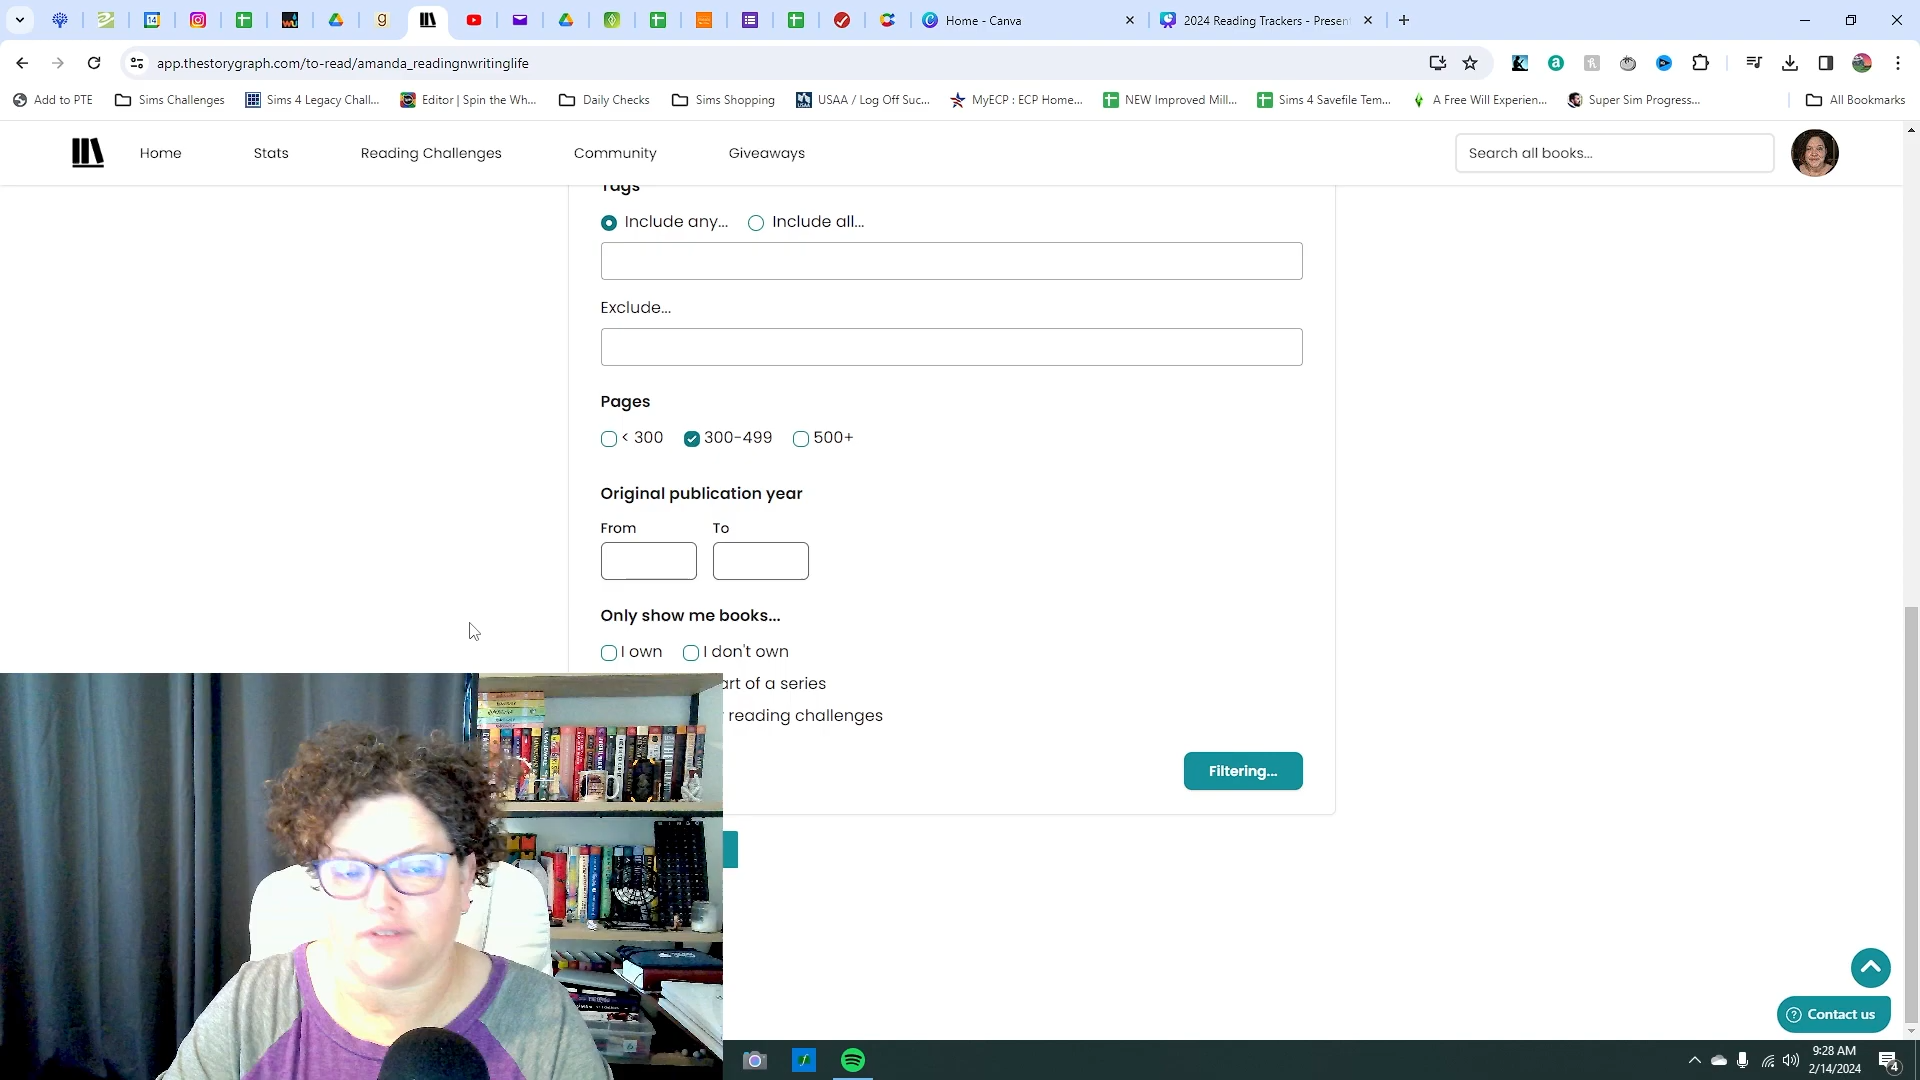 Home - Canva
2024 Reading Trackers - Presen
app.thestorygraph.com/to-read/amanda_readingnwritinglife
Add to PTE
Sims Challenges
Sims 4 Legacy Chall...
Editor | Spin the Wh...
Daily Checks
Sims Shopping
USAA / Log Off Suc...
MyECP : ECP Home...
NEW Improved Mill...
Sims 4 Savefile Tem...
A Free Will Experien...
Super Sim Progress...
All Bookmarks
Home
Stats
Reading Challenges
Community
Giveaways
Search all books...
Tags
Include any... Include all...
Exclude...
Pages
< 300 300-499 500+
Original publication year
From To
Only show me books...
I own I don't own
art of a series
reading challenges
Filtering...
Contact us
9:28 AM
2/14/2024
4